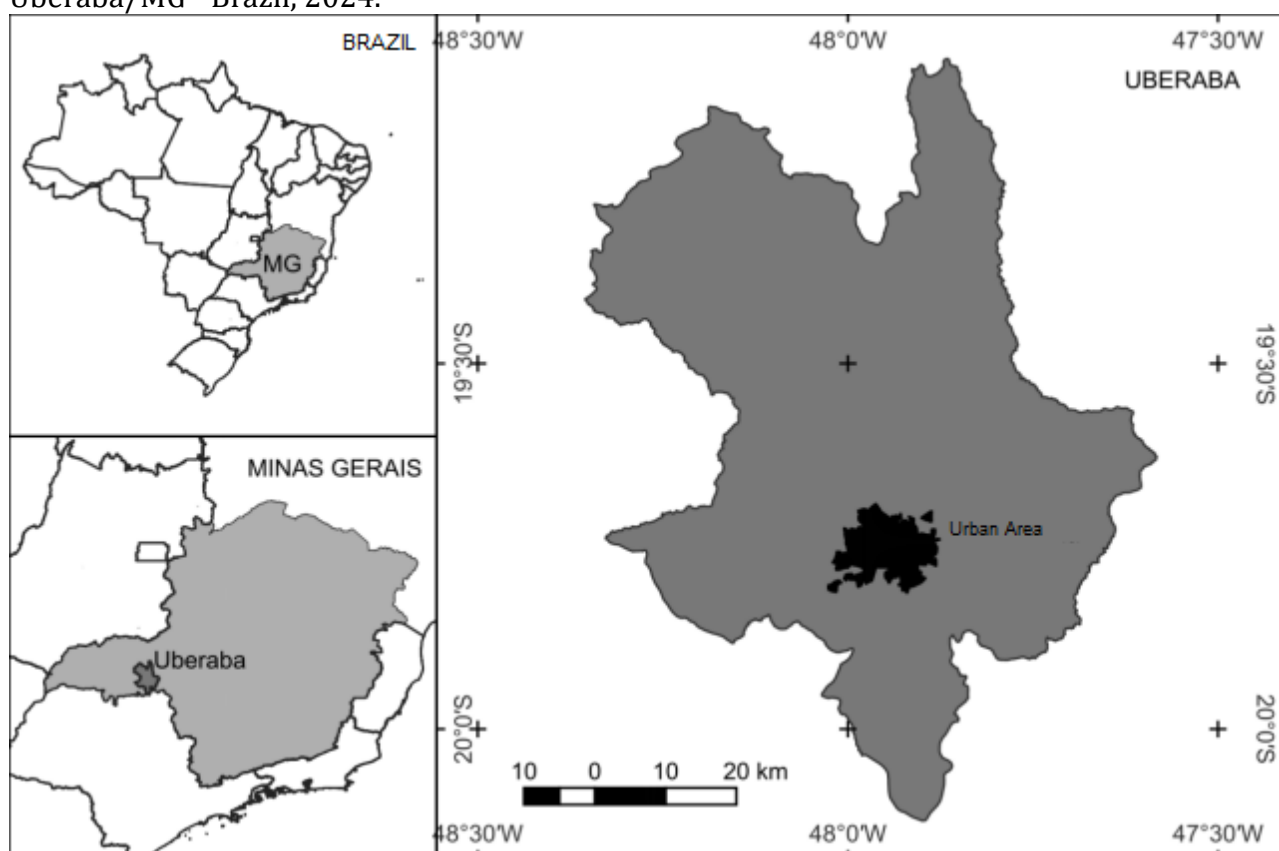 Uberaba/MG - Brazil, 2024.
BRAZIL
MG
MINAS GERAIS
Uberaba
48°30'W
48°0'W
47°30'W
UBERABA
19°30'S
19°30'S
Urban Area
20°0'S
20°0'S
10 0 10 20 km
48°30'W
48°0'W
47°30'W